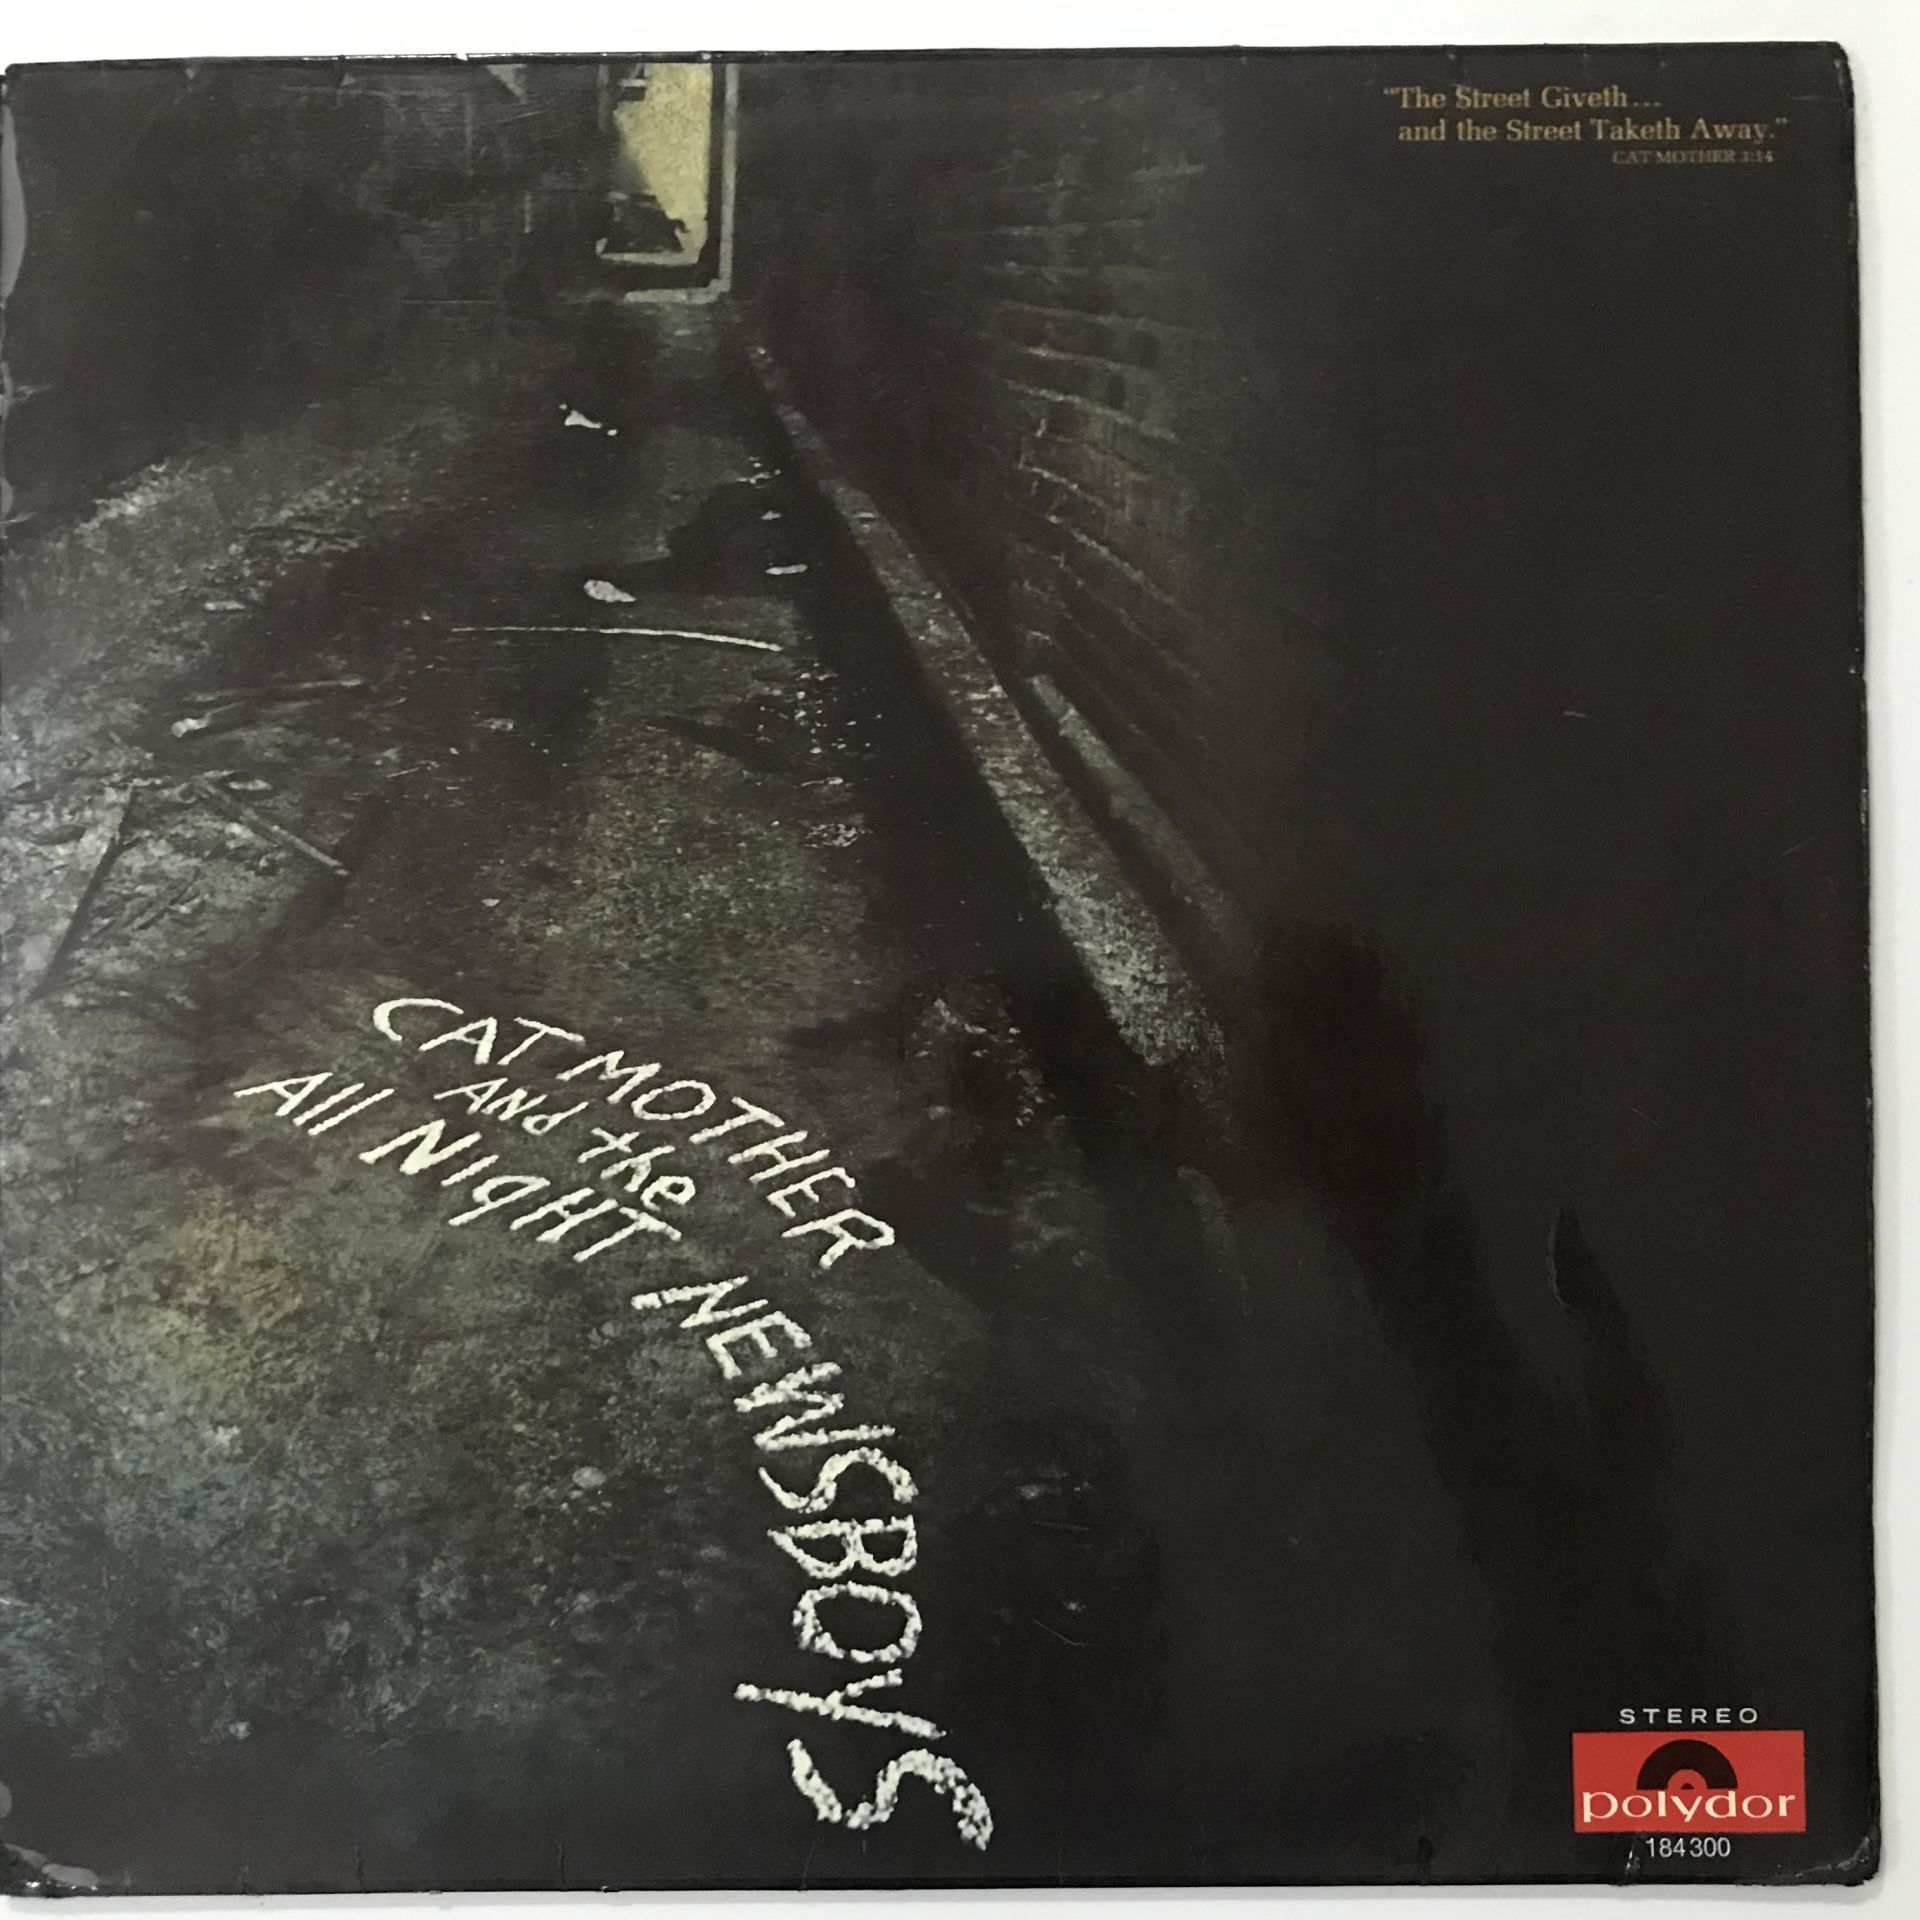 “The Street Giveth...
and the Street Taketh Away.”
CAT MOTHER 3:14
CAT MOTHER
ANd the
All NigHT NEWSBOYS
STEREO
polydor
184 300